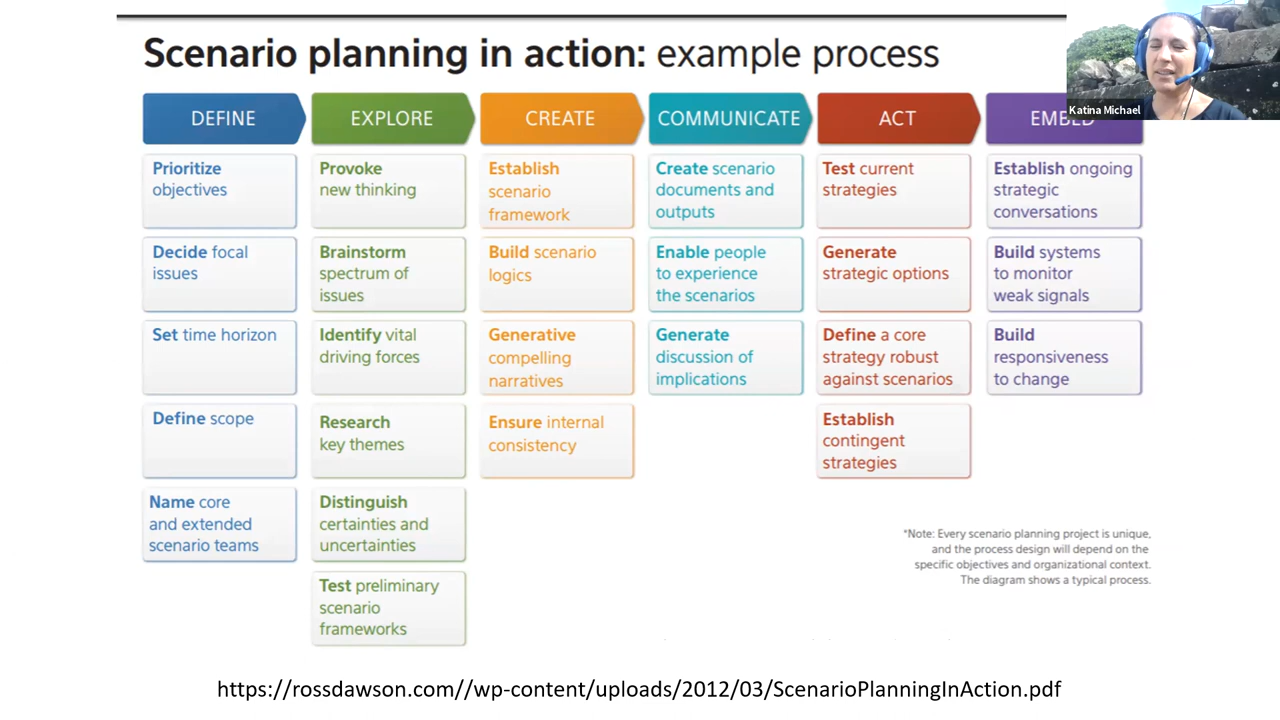 Scenario planning in action: example process
Katina Michael
DEFINE
EXPLORE
CREATE
COMMUNICATE
ACT
EMBED
Prioritize
objectives
Decide focal
issues
Set time horizon
Define scope
Name core
and extended
scenario teams
Provoke
new thinking
Brainstorm
spectrum of
issues
Identify vital
driving forces
Research
key themes
Distinguish
certainties and
uncertainties
Test preliminary
scenario
frameworks
Establish
scenario
framework
Build scenario
logics
Generative
compelling
narratives
Ensure internal
consistency
Create scenario
documents and
outputs
Enable people
to experience
the scenarios
Generate
discussion of
implications
Test current
strategies
Generate
strategic options
Define a core
strategy robust
against scenarios
Establish
contingent
strategies
Establish ongoing
strategic
conversations
Build systems
to monitor
weak signals
Build
responsiveness
to change
*Note: Every scenario planning project is unique,
and the process design will depend on the
specific objectives and organizational context.
The diagram shows a typical process.
https://rossdawson.com//wp-content/uploads/2012/03/ScenarioPlanningInAction.pdf